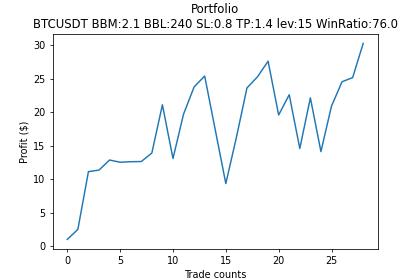 Portfolio
BTCUSDT BBM:2.1 BBL:240 SL:0.8 TP:1.4 lev:15 WinRatio:76.0
30
25
20
15
10
5
0
Profit ($)
0 5 10 15 20 25
Trade counts